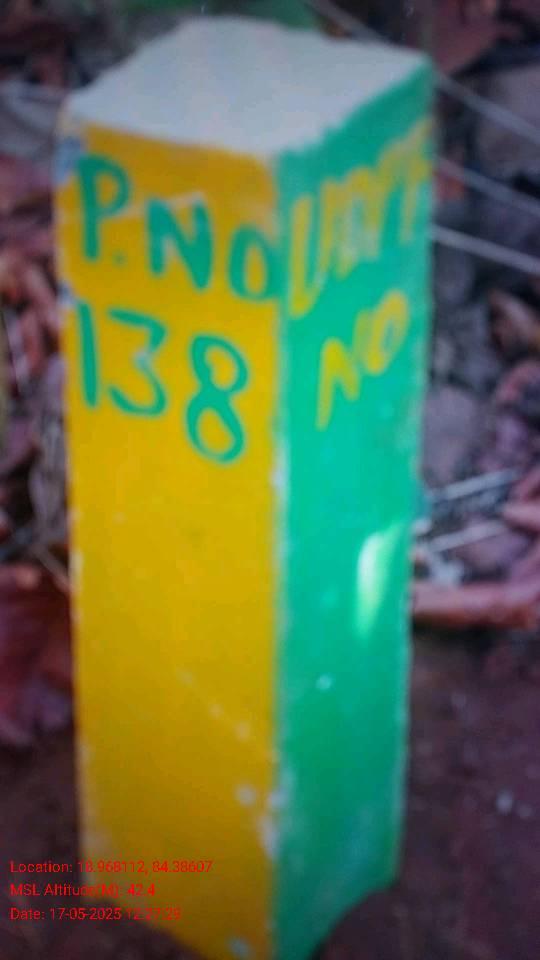 P.NO
138
NO
Location: 18.968112, 84.38607
MSL Altitude(M): 42.4
Date: 17-05-2025 12:27:29